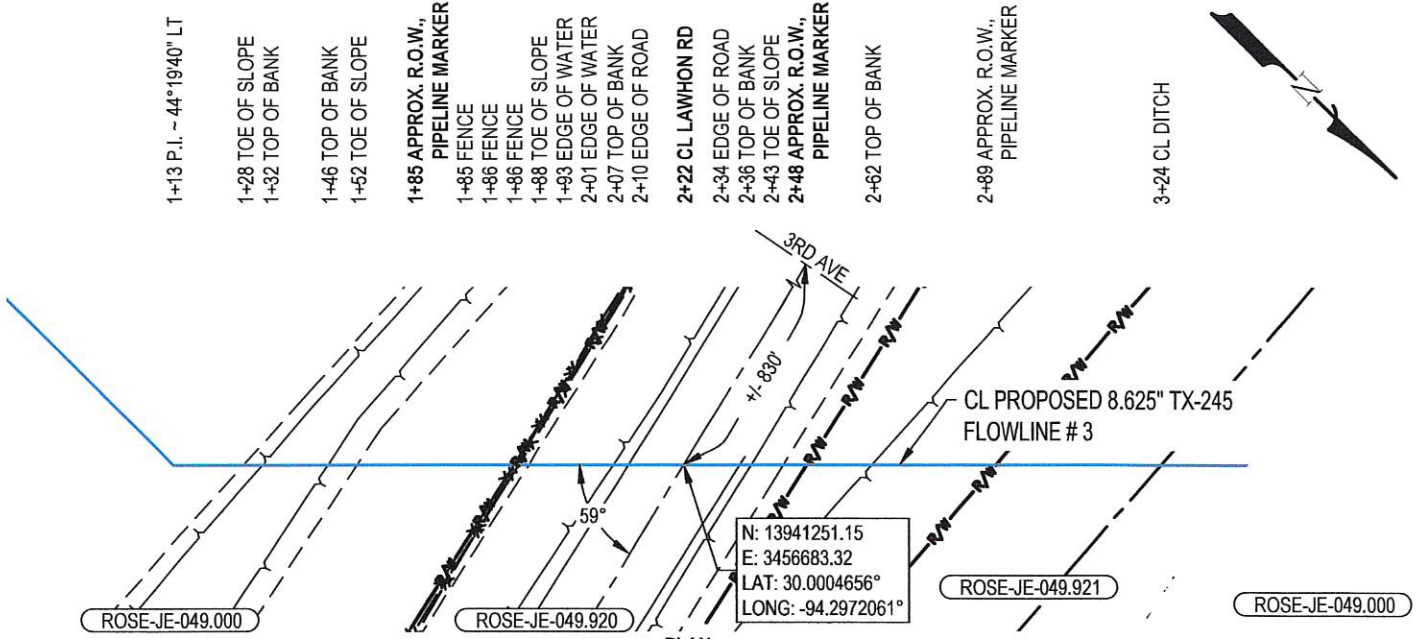 1+13 P.I. ~ 44°19'40" LT
1+28 TOE OF SLOPE
1+32 TOP OF BANK
1+46 TOP OF BANK
1+52 TOE OF SLOPE
1+85 APPROX. R.O.W.,
PIPELINE MARKER
1+85 FENCE
1+86 FENCE
1+86 FENCE
1+88 TOE OF SLOPE
1+93 EDGE OF WATER
2+01 EDGE OF WATER
2+07 TOP OF BANK
2+10 EDGE OF ROAD
2+22 CL LAWHON RD
2+34 EDGE OF ROAD
2+36 TOP OF BANK
2+43 TOE OF SLOPE
2+48 APPROX. R.O.W.,
PIPELINE MARKER
2+62 TOP OF BANK
2+89 APPROX. R.O.W.,
PIPELINE MARKER
3+24 CL DITCH
N
3RD AVE
+/- 830'
R/W
R/W
R/W
R/W
R/W
R/W
R/W
R/W
R/W
R/W
R/W
R/W
CL PROPOSED 8.625" TX-245
FLOWLINE # 3
59°
N: 13941251.15
E: 3456683.32
LAT: 30.0004656°
LONG: -94.2972061°
ROSE-JE-049.000
ROSE-JE-049.920
ROSE-JE-049.921
ROSE-JE-049.000